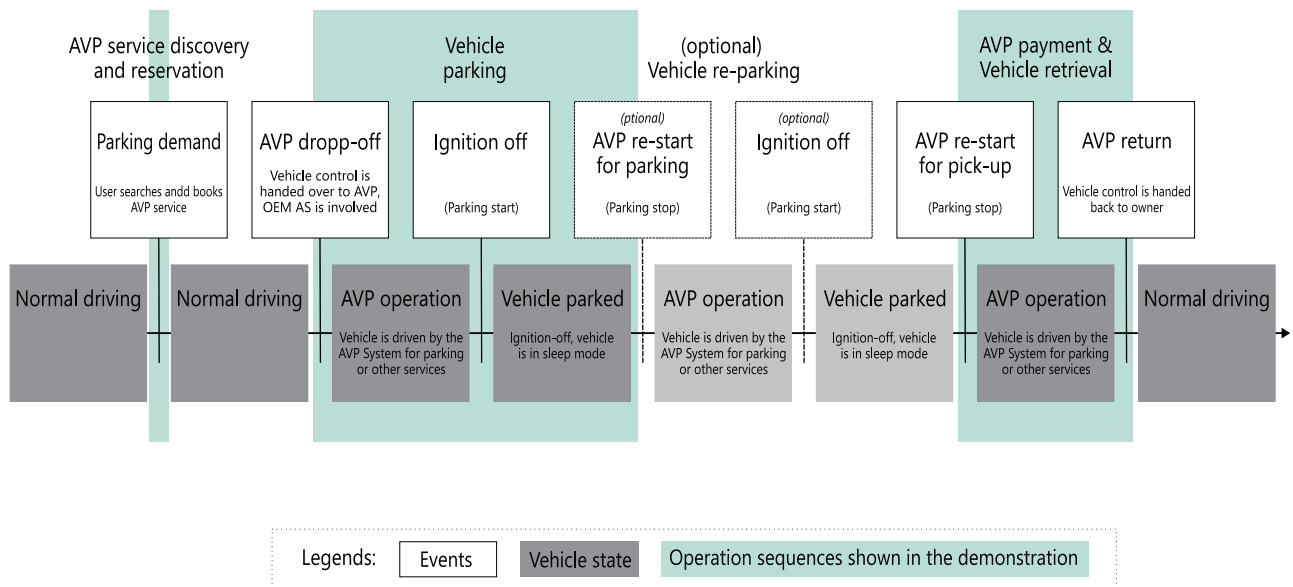 AVP service discovery
and reservation
Vehicle
parking
(optional)
Vehicle re-parking
AVP payment &
Vehicle retrieval
Parking demand
User searches andd books
AVP service
AVP dropp-off
Vehicle control is
handed over to AVP,
OEM AS is involved
Ignition off
(Parking start)
(ptional)
AVP re-start
for parking
(Parking stop)
(optional)
Ignition off
(Parking start)
AVP re-start
for pick-up
(Parking stop)
AVP return
Vehicle control is handed
back to owner
Normal driving
Normal driving
AVP operation
Vehicle is driven by the
AVP System for parking
or other services
Vehicle parked
Ignition-off, vehicle
is in sleep mode
AVP operation
Vehicle is driven by the
AVP System for parking
or other services
Vehicle parked
Ignition-off, vehicle
is in sleep mode
AVP operation
Vehicle is driven by the
AVP System for parking
or other services
Normal driving
Legends:
Events
Vehicle state
Operation sequences shown in the demonstration